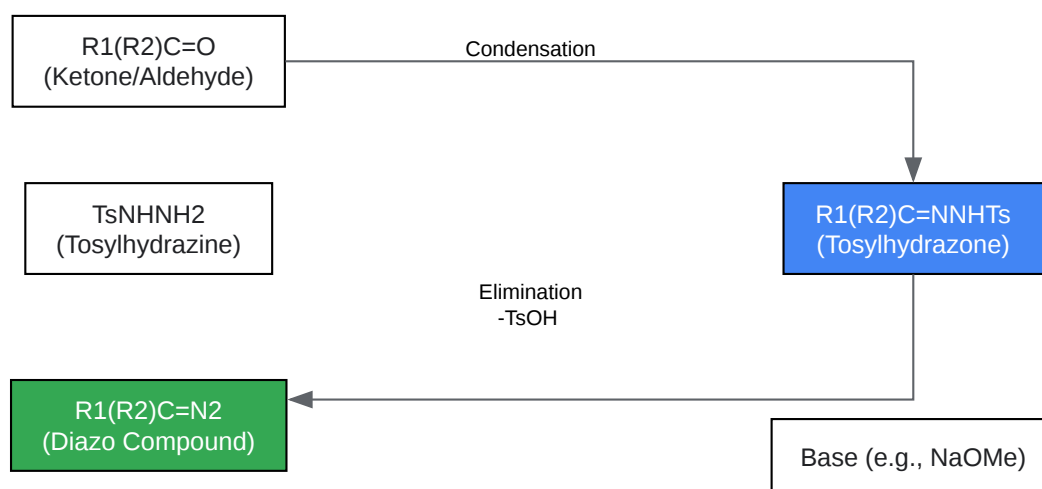 R1(R2)C=O
(Ketone/Aldehyde)
Condensation
TsNHNH2
(Tosylhydrazine)
R1(R2)C=NNHTs
(Tosylhydrazone)
Elimination
-TsOH
R1(R2)C=N2
(Diazo Compound)
Base (e.g., NaOMe)